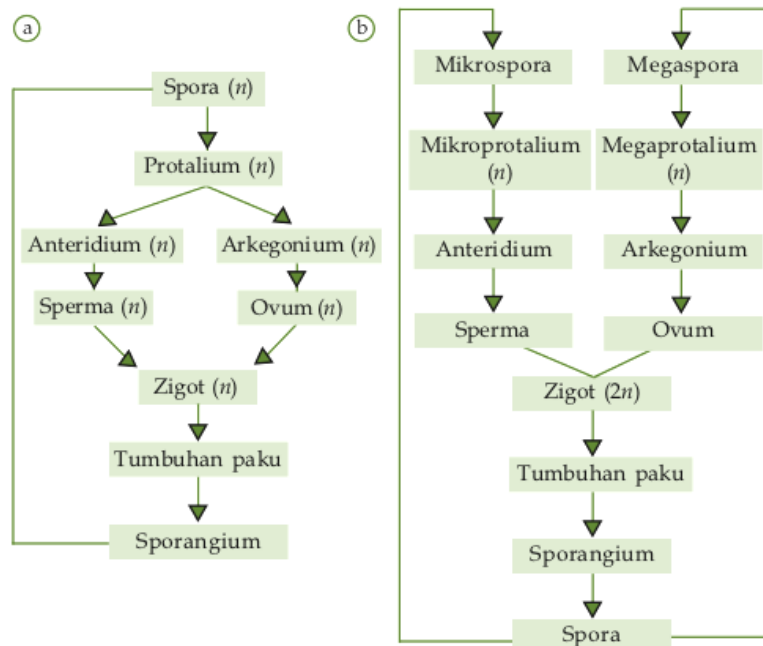 a
Spora (n)
Protalium (n)
Anteridium (n)
Arkegonium (n)
Sperma (n)
Ovum (n)
Zigot (n)
Tumbuhan paku
Sporangium
b
Mikrospora
Megaspora
Mikroprotalium
(n)
Megaprotalium
(n)
Anteridium
Arkegonium
Sperma
Ovum
Zigot (2n)
Tumbuhan paku
Sporangium
Spora